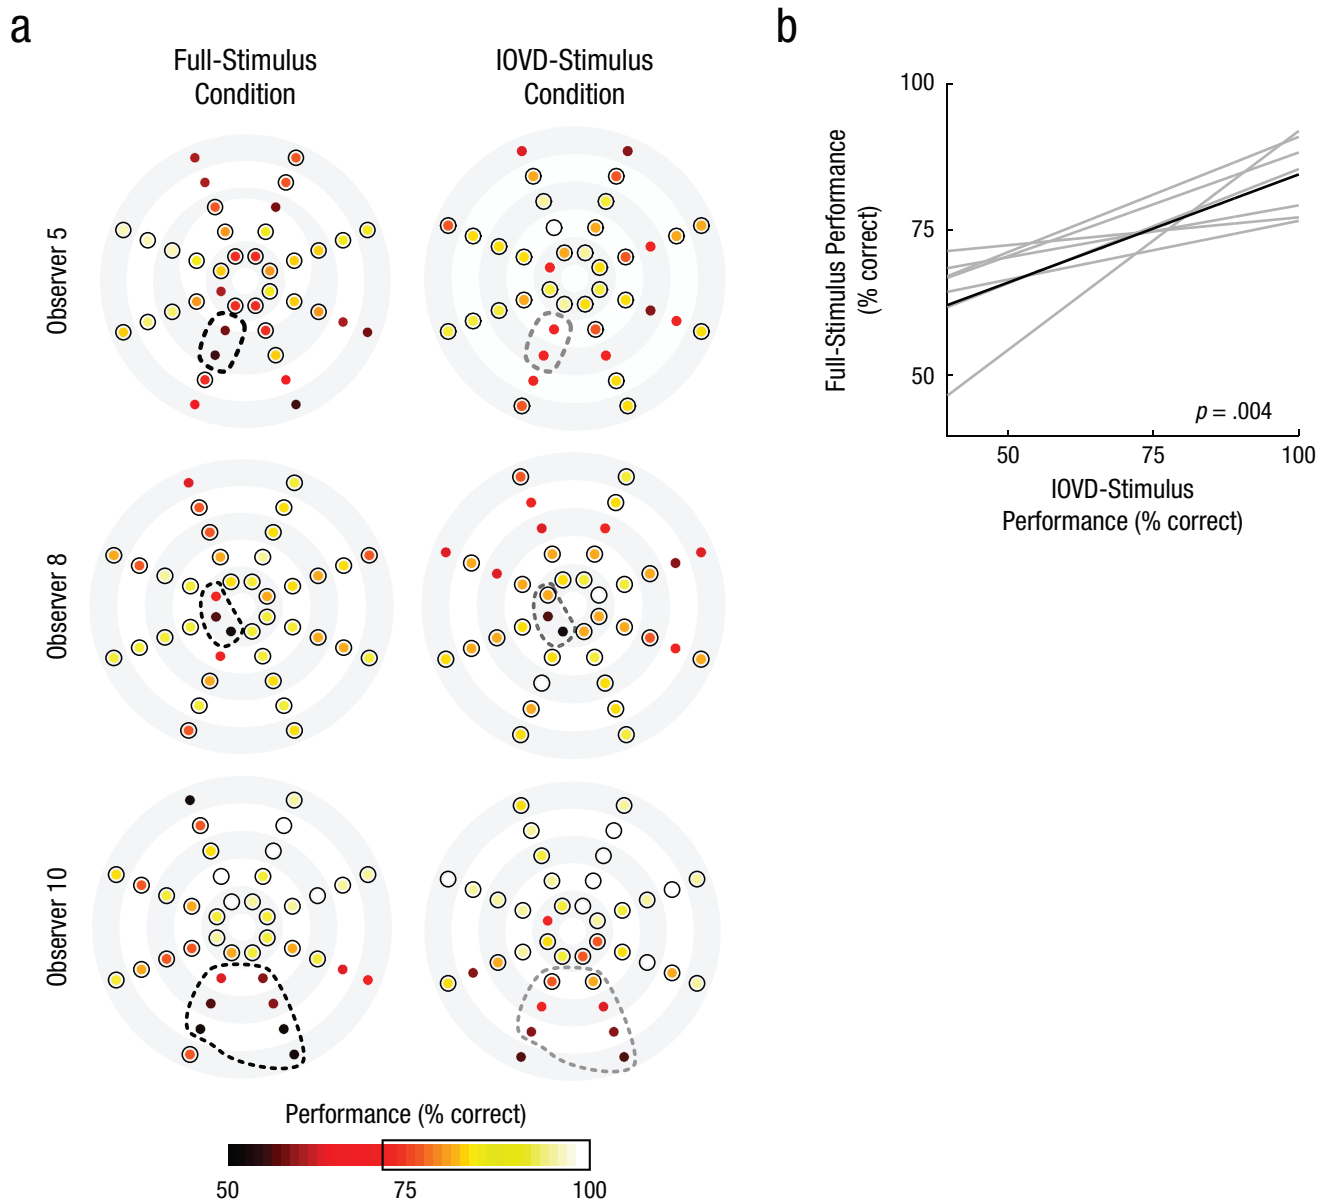 a
Full-Stimulus
Condition
IOVD-Stimulus
Condition
Observer 5
Observer 8
Observer 10
Performance (% correct)
50
75
100
b
Full-Stimulus Performance
(% correct)
100
75
50
p = .004
50
75
100
IOVD-Stimulus
Performance (% correct)